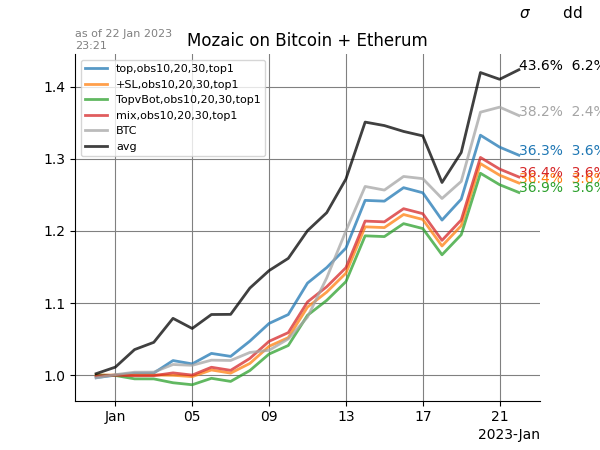 σ dd
as of 22 Jan 2023
23:21
Mozaic on Bitcoin + Etherum
top,obs10,20,30,top1
+SL,obs10,20,30,top1
TopvBot,obs10,20,30,top1
mix,obs10,20,30,top1
BTC
avg
43.6% 6.2%
38.2% 2.4%
36.3% 3.6%
36.4% 3.6%
36.9% 3.6%
1.4
1.3
1.2
1.1
1.0
Jan 05 09 13 17 21
2023-Jan